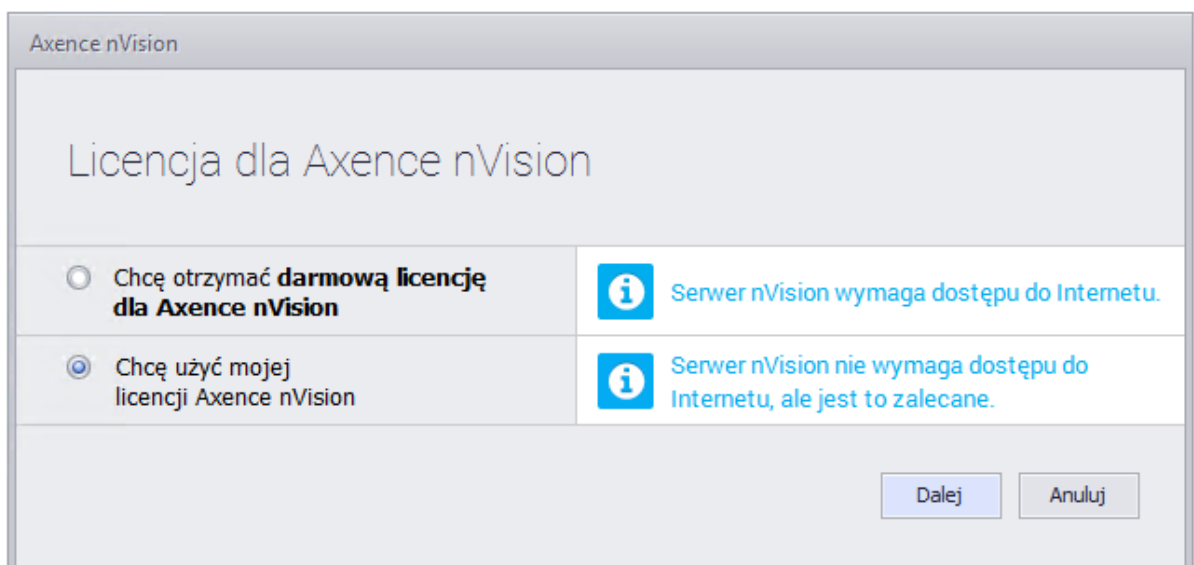 Axence nVision
Licencja dla Axence nVision
Chcę otrzymać darmową licencję
dla Axence nVision
Serwer nVision wymaga dostępu do Internetu.
Chcę użyć mojej
licencji Axence nVision
Serwer nVision nie wymaga dostępu do
Internetu, ale jest to zalecane.
Dalej
Anuluj